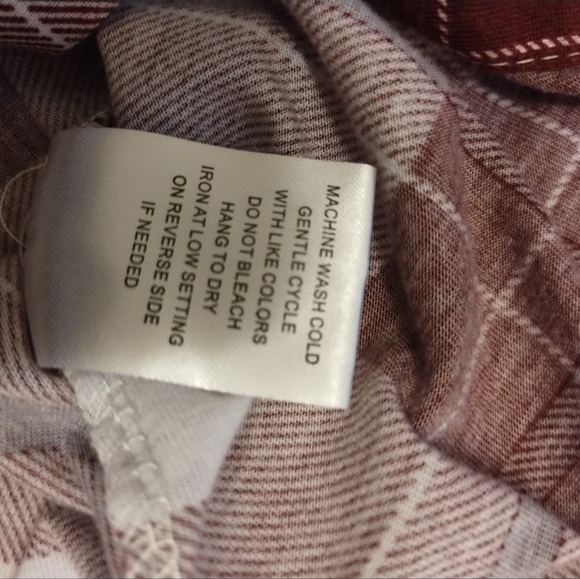 MACHINE WASH COLD
GENTLE CYCLE
WITH LIKE COLORS
DO NOT BLEACH
HANG TO DRY
IRON AT LOW SETTING
ON REVERSE SIDE
IF NEEDED